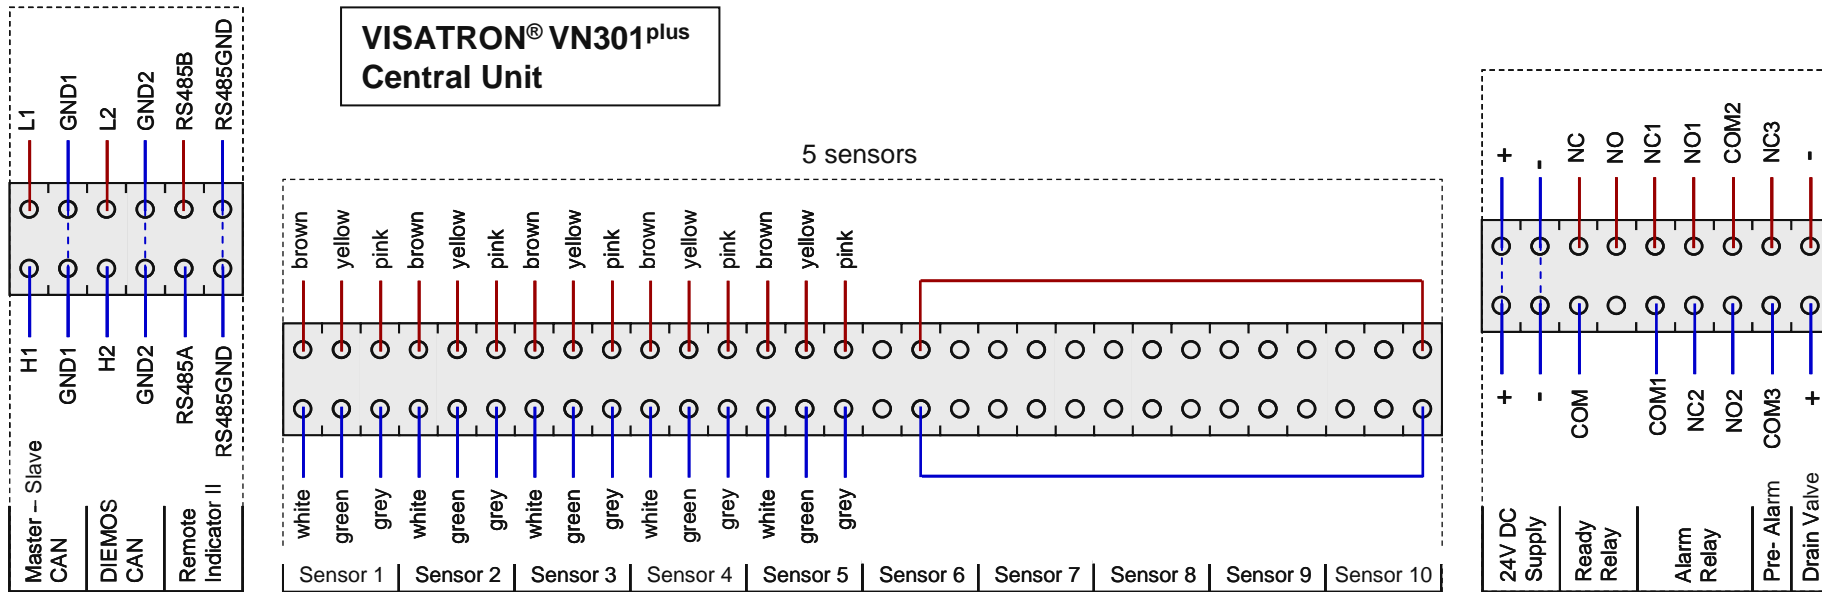 VISATRON® VN301plus
Central Unit
L1
GND1
L2
GND2
RS485B
RS485GND
H1
GND1
H2
GND2
RS485A
RS485GND
Master – Slave
CAN
DIEMOS
CAN
Remote
Indicator II
5 sensors
brown yellow pink brown yellow pink brown yellow pink brown yellow pink brown yellow pink
white green grey white green grey white green grey white green grey white green grey
Sensor 1 Sensor 2 Sensor 3 Sensor 4 Sensor 5 Sensor 6 Sensor 7 Sensor 8 Sensor 9 Sensor 10
+
-
NC
NO
NC1
NO1
COM2
NC3
-
+
-
COM
COM1
NC2
NO2
COM3
+
24V DC
Supply
Ready
Relay
Alarm
Relay
Pre- Alarm
Drain Valve